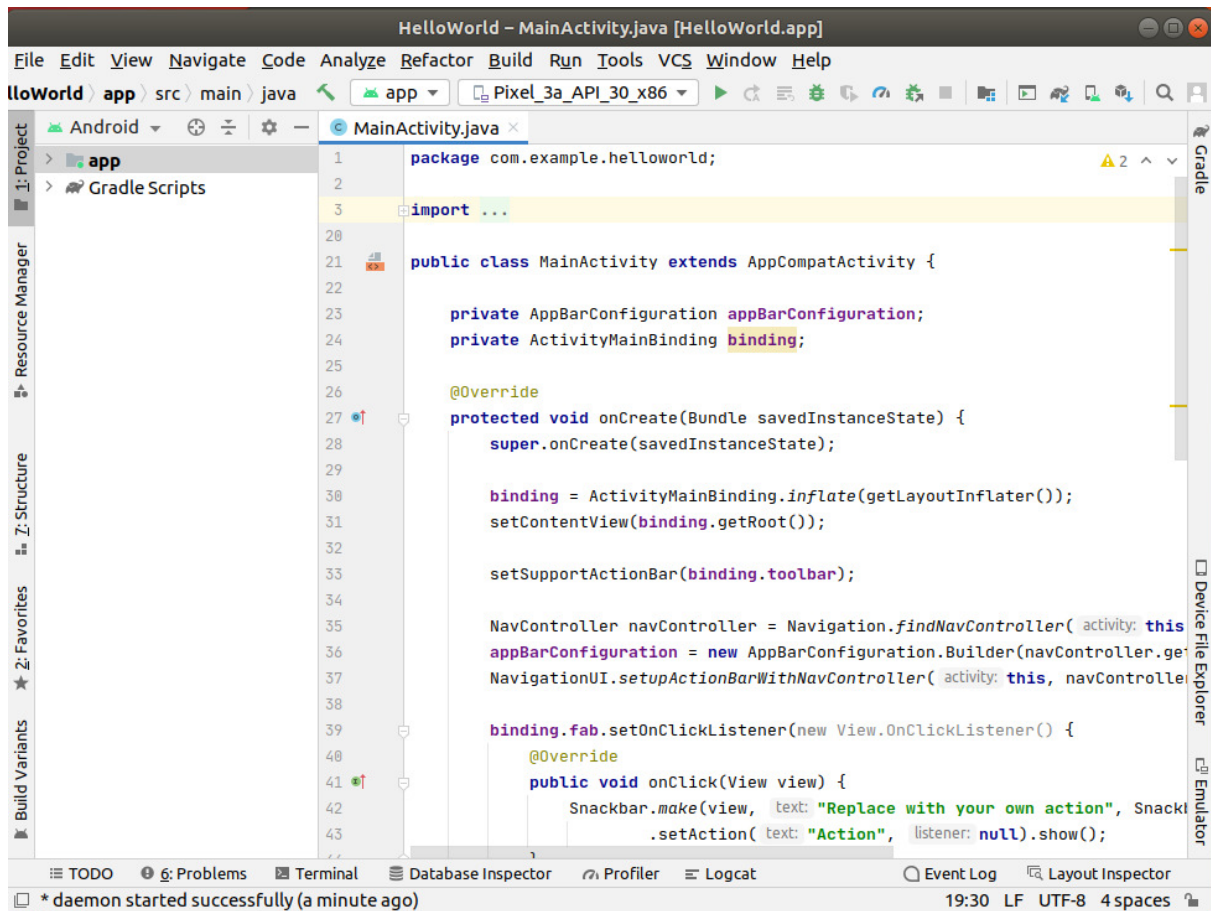 HelloWorld – MainActivity.java [HelloWorld.app]
File Edit View Navigate Code Analyze Refactor Build Run Tools VCS Window Help
lloWorld app src main java app Pixel_3a_API_30_x86
1: Project
Resource Manager
7: Structure
2: Favorites
Build Variants
Android
app
Gradle Scripts
MainActivity.java
2
1 package com.example.helloworld;
2
3 import ...
20
21 public class MainActivity extends AppCompatActivity {
22
23 private AppBarConfiguration appBarConfiguration;
24 private ActivityMainBinding binding;
25
26 @Override
27 protected void onCreate(Bundle savedInstanceState) {
28 super.onCreate(savedInstanceState);
29
30 binding = ActivityMainBinding.inflate(getLayoutInflater());
31 setContentView(binding.getRoot());
32
33 setSupportActionBar(binding.toolbar);
34
35 NavController navController = Navigation.findNavController( activity: this
36 appBarConfiguration = new AppBarConfiguration.Builder(navController.get
37 NavigationUI.setupActionBarWithNavController( activity: this, navController
38
39 binding.fab.setOnClickListener(new View.OnClickListener() {
40 @Override
41 public void onClick(View view) {
42 Snackbar.make(view, text: "Replace with your own action", Snack
43 .setAction( text: "Action", listener: null).show();
Gradle
Device File Explorer
Emulator
TODO 6: Problems Terminal Database Inspector Profiler Logcat Event Log Layout Inspector
* daemon started successfully (a minute ago) 19:30 LF UTF-8 4 spaces